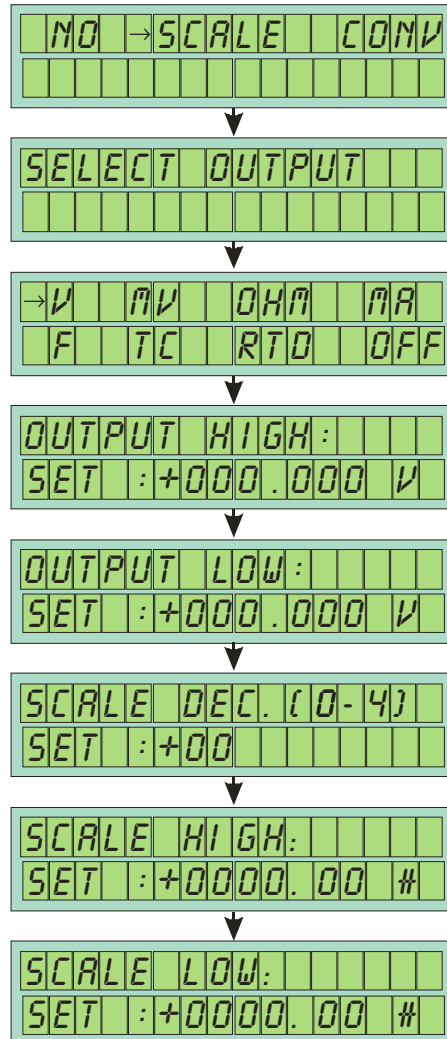 NO →SCALE CONV
SELECT OUTPUT
→V MV OHM MA
F TC RTD OFF
OUTPUT HIGH:
SET :+000.000 V
OUTPUT LOW:
SET :+000.000 V
SCALE DEC.(0-4)
SET :+00
SCALE HIGH:
SET :+0000.00 #
SCALE LOW:
SET :+0000.00 #